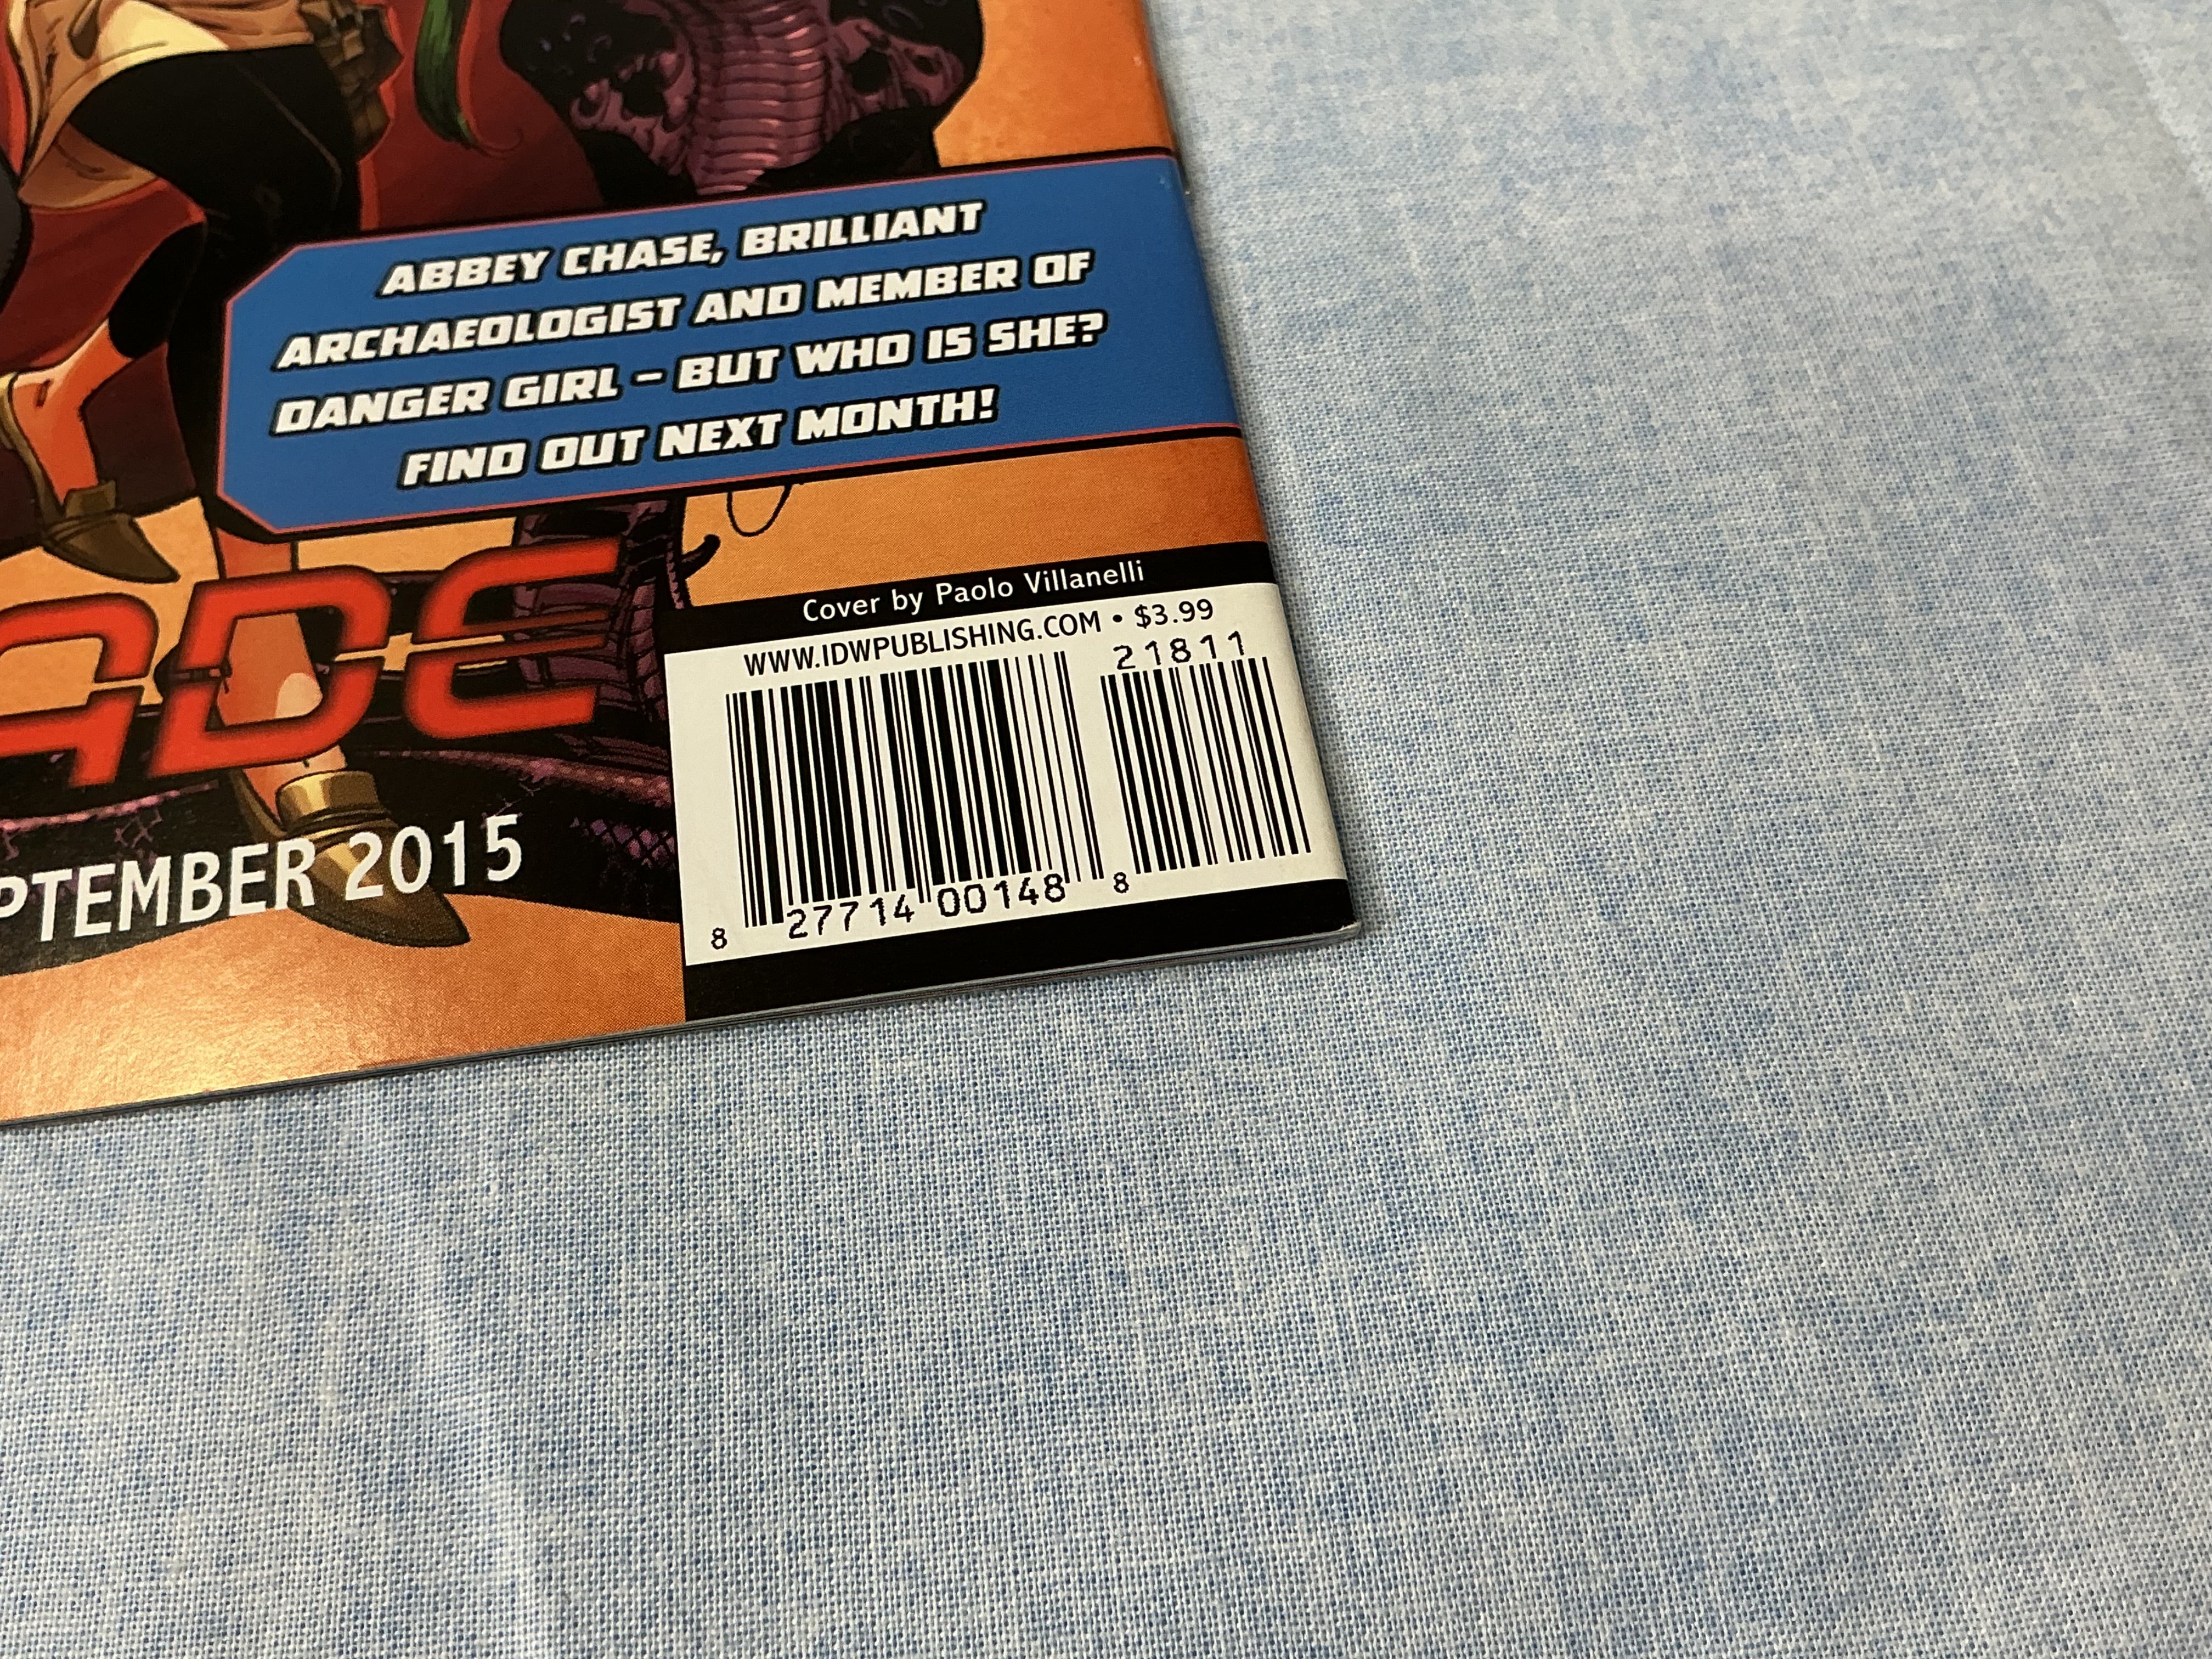 ABBEY CHASE, BRILLIANT
ARCHAEOLOGIST AND MEMBER OF
DANGER GIRL – BUT WHO IS SHE?
FIND OUT NEXT MONTH!
ADE
PTEMBER 2015
Cover by Paolo Villanelli
WWW.IDWPUBLISHING.COM • $3.99
21811
8 27714 00148 8